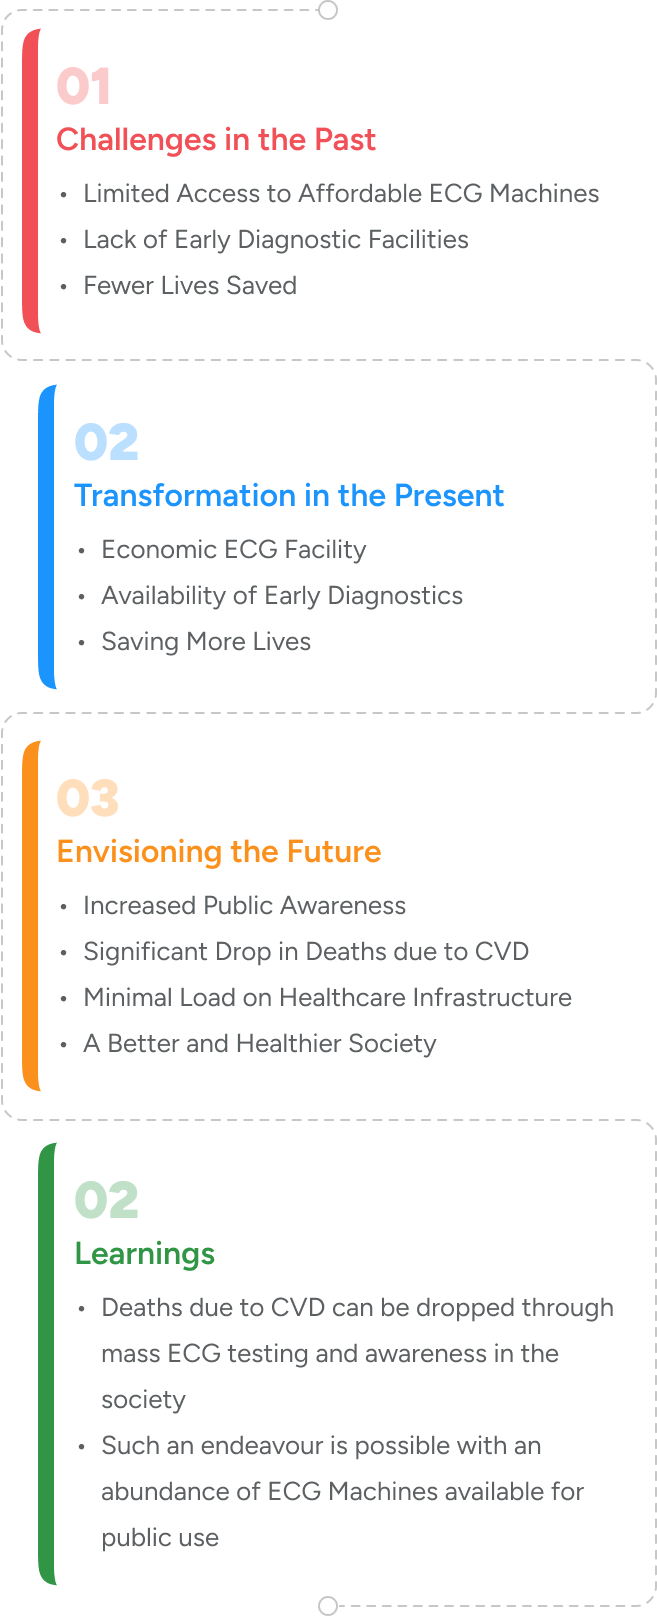 01
Challenges in the Past
• Limited Access to Affordable ECG Machines
• Lack of Early Diagnostic Facilities
• Fewer Lives Saved
02
Transformation in the Present
• Economic ECG Facility
• Availability of Early Diagnostics
• Saving More Lives
03
Envisioning the Future
• Increased Public Awareness
• Significant Drop in Deaths due to CVD
• Minimal Load on Healthcare Infrastructure
• A Better and Healthier Society
02
Learnings
• Deaths due to CVD can be dropped through
mass ECG testing and awareness in the
society
• Such an endeavour is possible with an
abundance of ECG Machines available for
public use